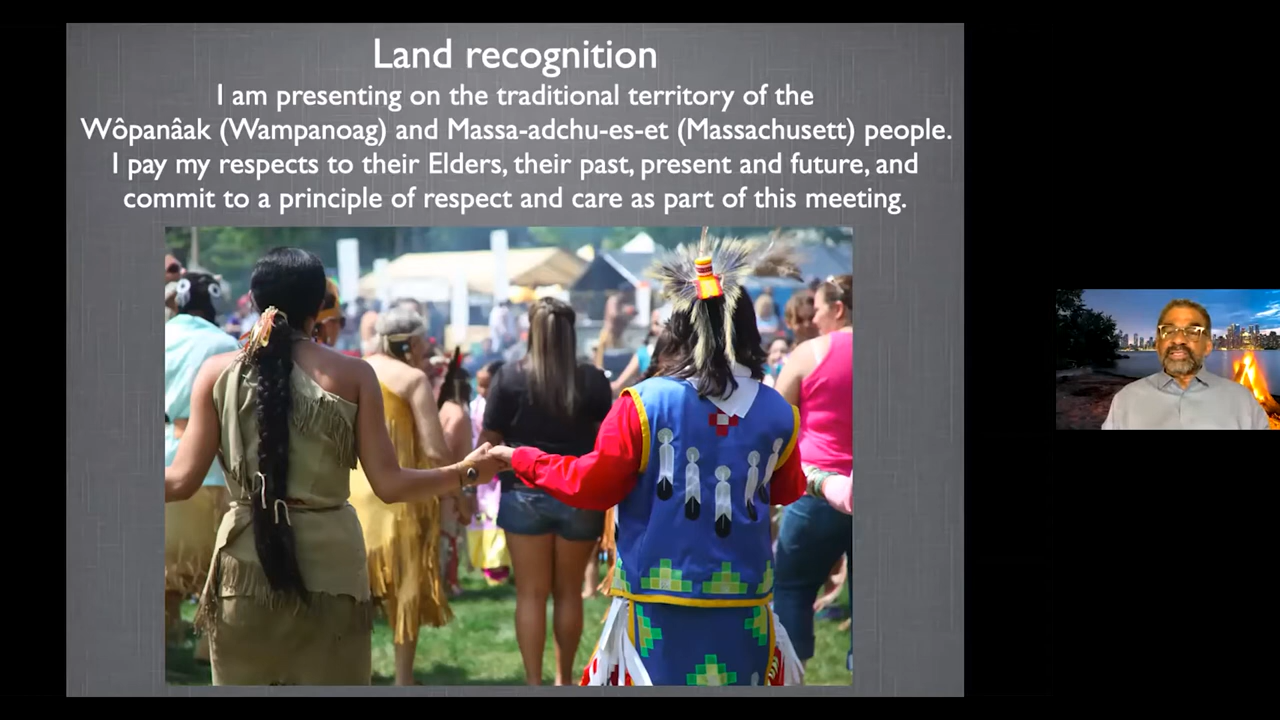 Land recognition
I am presenting on the traditional territory of the
Wôpanâak (Wampanoag) and Massa-adchu-es-et (Massachusett) people.
I pay my respects to their Elders, their past, present and future, and
commit to a principle of respect and care as part of this meeting.